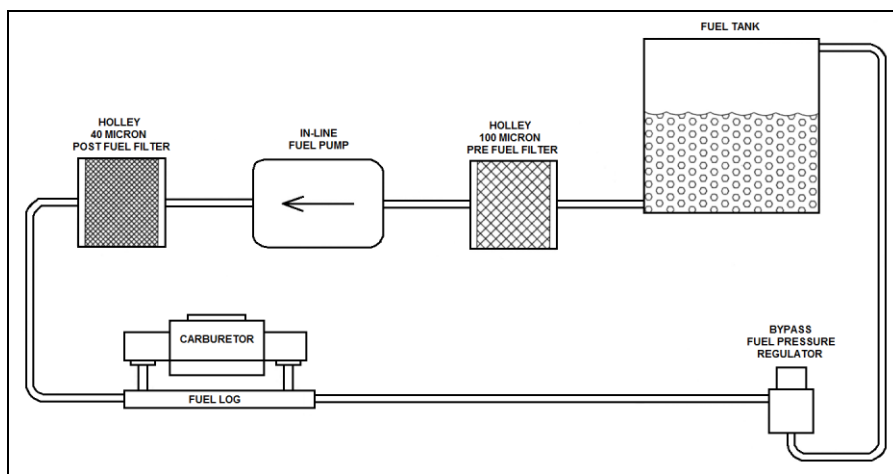 FUEL TANK
HOLLEY
40 MICRON
POST FUEL FILTER
IN-LINE
FUEL PUMP
HOLLEY
100 MICRON
PRE FUEL FILTER
CARBURETOR
FUEL LOG
BYPASS
FUEL PRESSURE
REGULATOR